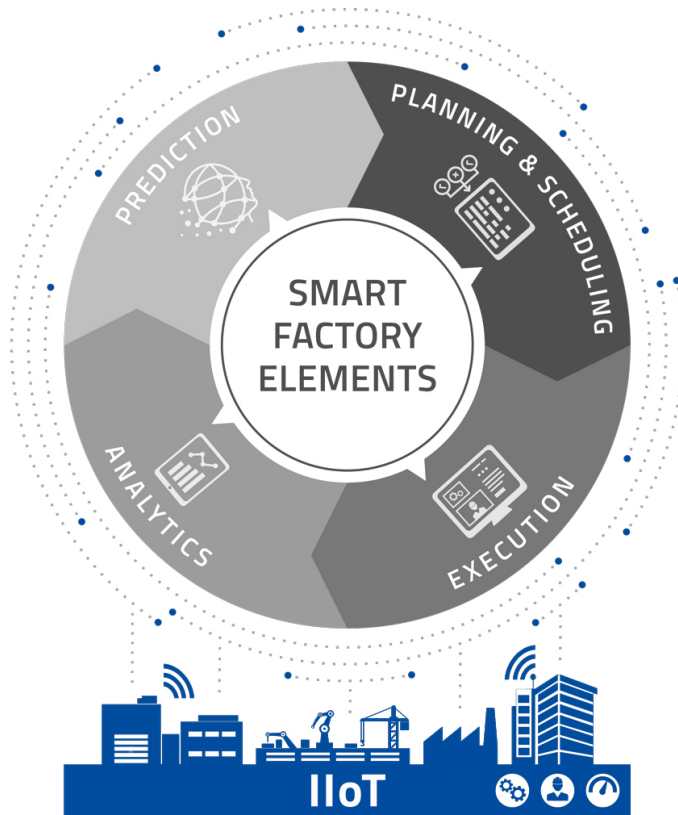 PREDICTION
PLANNING & SCHEDULING
SMART
FACTORY
ELEMENTS
ANALYTICS
EXECUTION
IIoT